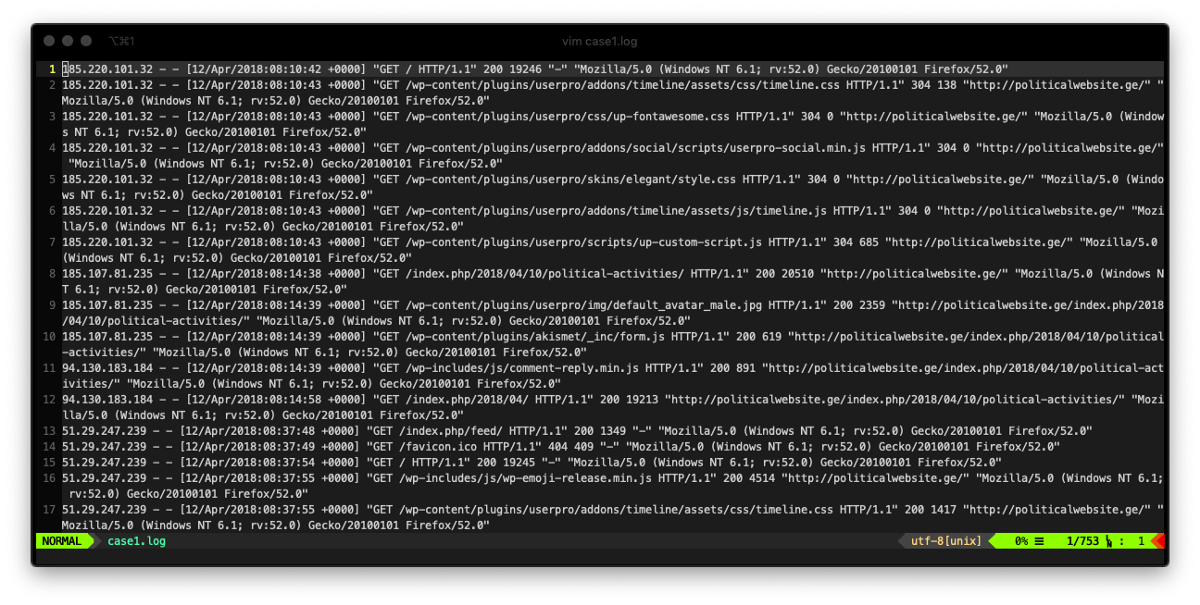 ⌥⌘1 vim case1.log
1 185.220.101.32 - - [12/Apr/2018:08:10:42 +0000] "GET / HTTP/1.1" 200 19246 "-" "Mozilla/5.0 (Windows NT 6.1; rv:52.0) Gecko/20100101 Firefox/52.0"
2 185.220.101.32 - - [12/Apr/2018:08:10:43 +0000] "GET /wp-content/plugins/userpro/addons/timeline/assets/css/timeline.css HTTP/1.1" 304 138 "http://politicalwebsite.ge/" "
Mozilla/5.0 (Windows NT 6.1; rv:52.0) Gecko/20100101 Firefox/52.0"
3 185.220.101.32 - - [12/Apr/2018:08:10:43 +0000] "GET /wp-content/plugins/userpro/css/up-fontawesome.css HTTP/1.1" 304 0 "http://politicalwebsite.ge/" "Mozilla/5.0 (Window
s NT 6.1; rv:52.0) Gecko/20100101 Firefox/52.0"
4 185.220.101.32 - - [12/Apr/2018:08:10:43 +0000] "GET /wp-content/plugins/userpro/addons/social/scripts/userpro-social.min.js HTTP/1.1" 304 0 "http://politicalwebsite.ge/"
"Mozilla/5.0 (Windows NT 6.1; rv:52.0) Gecko/20100101 Firefox/52.0"
5 185.220.101.32 - - [12/Apr/2018:08:10:43 +0000] "GET /wp-content/plugins/userpro/skins/elegant/style.css HTTP/1.1" 304 0 "http://politicalwebsite.ge/" "Mozilla/5.0 (Windo
ws NT 6.1; rv:52.0) Gecko/20100101 Firefox/52.0"
6 185.220.101.32 - - [12/Apr/2018:08:10:43 +0000] "GET /wp-content/plugins/userpro/addons/timeline/assets/js/timeline.js HTTP/1.1" 304 0 "http://politicalwebsite.ge/" "Mozi
lla/5.0 (Windows NT 6.1; rv:52.0) Gecko/20100101 Firefox/52.0"
7 185.220.101.32 - - [12/Apr/2018:08:10:43 +0000] "GET /wp-content/plugins/userpro/scripts/up-custom-script.js HTTP/1.1" 304 685 "http://politicalwebsite.ge/" "Mozilla/5.0
(Windows NT 6.1; rv:52.0) Gecko/20100101 Firefox/52.0"
8 185.107.81.235 - - [12/Apr/2018:08:14:38 +0000] "GET /index.php/2018/04/10/political-activities/ HTTP/1.1" 200 20510 "http://politicalwebsite.ge/" "Mozilla/5.0 (Windows N
T 6.1; rv:52.0) Gecko/20100101 Firefox/52.0"
9 185.107.81.235 - - [12/Apr/2018:08:14:39 +0000] "GET /wp-content/plugins/userpro/img/default_avatar_male.jpg HTTP/1.1" 200 2359 "http://politicalwebsite.ge/index.php/2018
/04/10/political-activities/" "Mozilla/5.0 (Windows NT 6.1; rv:52.0) Gecko/20100101 Firefox/52.0"
10 185.107.81.235 - - [12/Apr/2018:08:14:39 +0000] "GET /wp-content/plugins/akismet/_inc/form.js HTTP/1.1" 200 619 "http://politicalwebsite.ge/index.php/2018/04/10/political
-activities/" "Mozilla/5.0 (Windows NT 6.1; rv:52.0) Gecko/20100101 Firefox/52.0"
11 94.130.183.184 - - [12/Apr/2018:08:14:39 +0000] "GET /wp-includes/js/comment-reply.min.js HTTP/1.1" 200 891 "http://politicalwebsite.ge/index.php/2018/04/10/political-act
ivities/" "Mozilla/5.0 (Windows NT 6.1; rv:52.0) Gecko/20100101 Firefox/52.0"
12 94.130.183.184 - - [12/Apr/2018:08:14:58 +0000] "GET /index.php/2018/04/ HTTP/1.1" 200 19213 "http://politicalwebsite.ge/index.php/2018/04/10/political-activities/" "Mozi
lla/5.0 (Windows NT 6.1; rv:52.0) Gecko/20100101 Firefox/52.0"
13 51.29.247.239 - - [12/Apr/2018:08:37:48 +0000] "GET /index.php/feed/ HTTP/1.1" 200 1349 "-" "Mozilla/5.0 (Windows NT 6.1; rv:52.0) Gecko/20100101 Firefox/52.0"
14 51.29.247.239 - - [12/Apr/2018:08:37:49 +0000] "GET /favicon.ico HTTP/1.1" 404 409 "-" "Mozilla/5.0 (Windows NT 6.1; rv:52.0) Gecko/20100101 Firefox/52.0"
15 51.29.247.239 - - [12/Apr/2018:08:37:54 +0000] "GET / HTTP/1.1" 200 19245 "-" "Mozilla/5.0 (Windows NT 6.1; rv:52.0) Gecko/20100101 Firefox/52.0"
16 51.29.247.239 - - [12/Apr/2018:08:37:55 +0000] "GET /wp-includes/js/wp-emoji-release.min.js HTTP/1.1" 200 4514 "http://politicalwebsite.ge/" "Mozilla/5.0 (Windows NT 6.1;
rv:52.0) Gecko/20100101 Firefox/52.0"
17 51.29.247.239 - - [12/Apr/2018:08:37:55 +0000] "GET /wp-content/plugins/userpro/addons/timeline/assets/css/timeline.css HTTP/1.1" 200 1417 "http://politicalwebsite.ge/" "
Mozilla/5.0 (Windows NT 6.1; rv:52.0) Gecko/20100101 Firefox/52.0"
NORMAL case1.log utf-8[unix] 0% ☰ 1/753 : 1